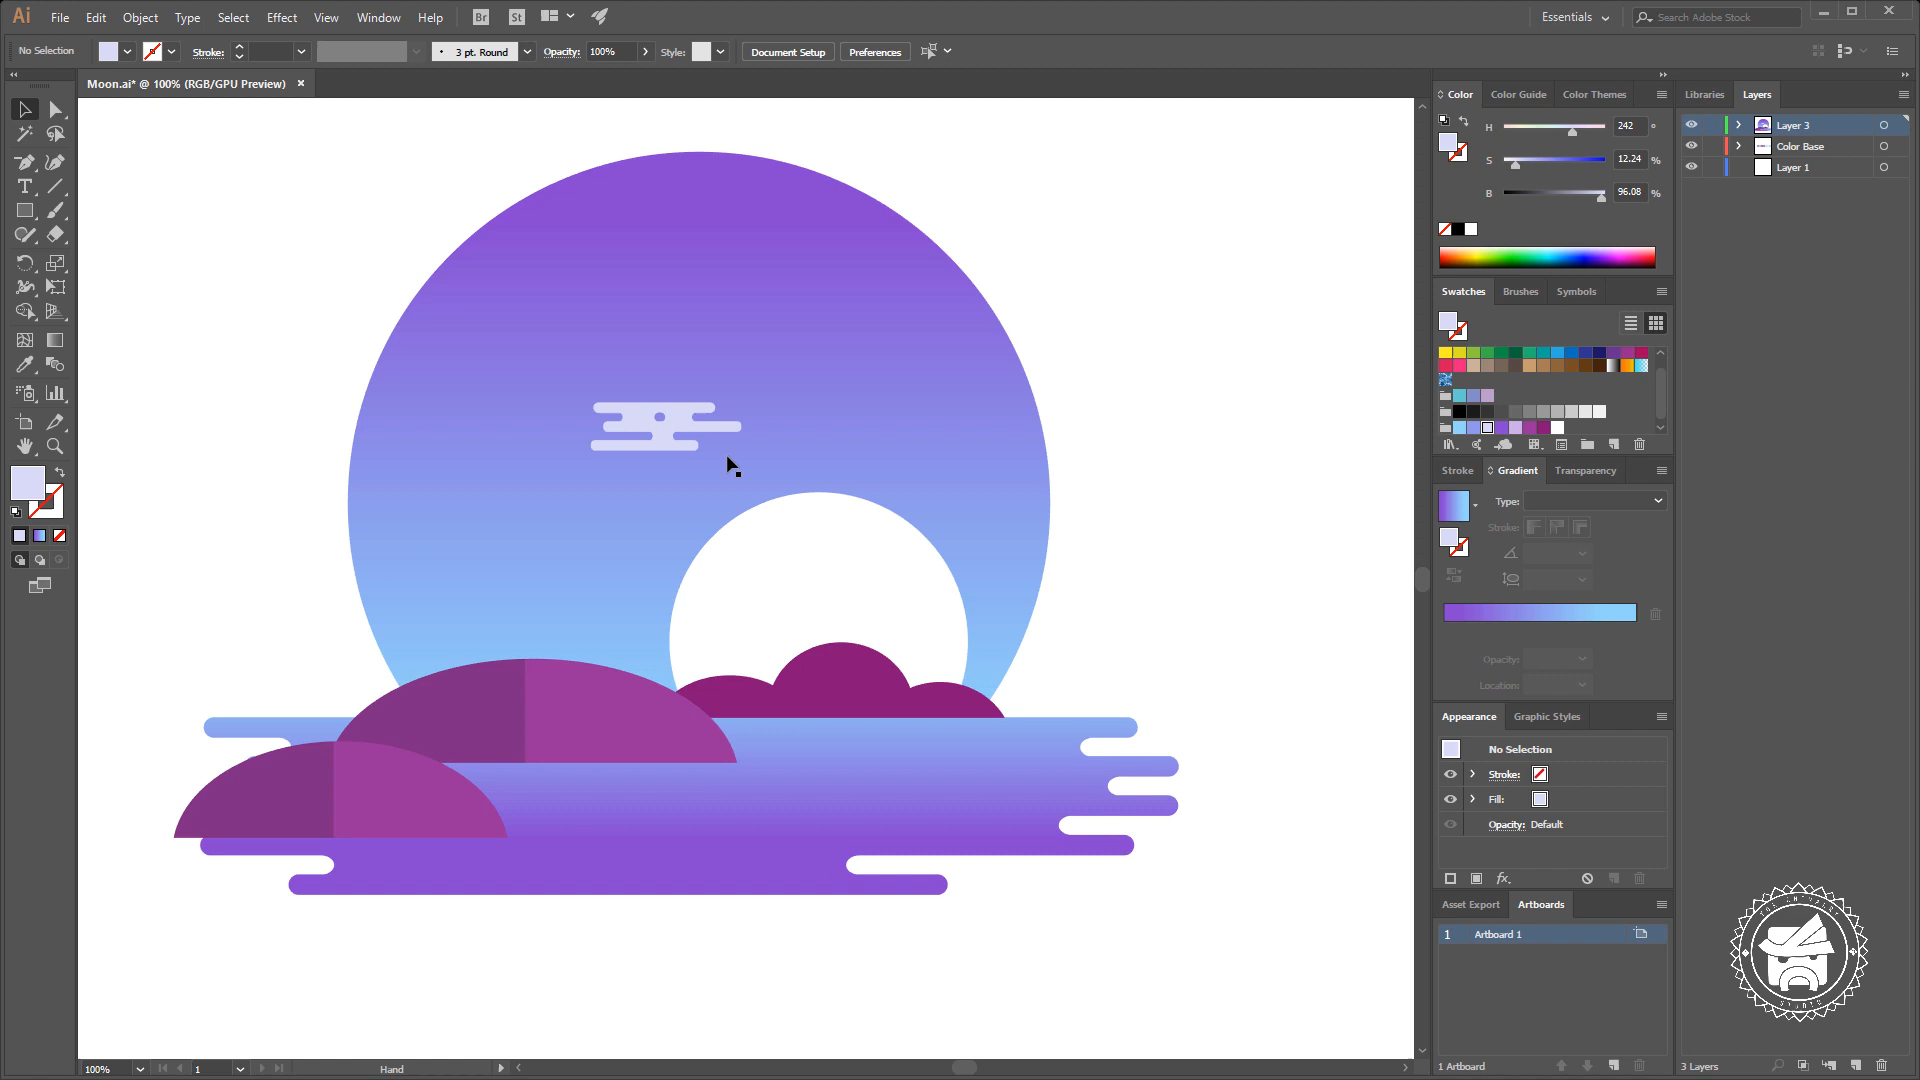 Ai File Edit Object Type Select Effect View Window Help Br St Essentials Search Adobe Stock
No Selection Stroke: 3 pt. Round Opacity: 100% Style: Document Setup Preferences
Moon.ai* @ 100% (RGB/GPU Preview)
Color Color Guide Color Themes
H 242 °
S 12.24 %
B 96.08 %
Swatches Brushes Symbols
Stroke Gradient Transparency
Type:
Stroke:
Opacity:
Location:
Appearance Graphic Styles
No Selection
Stroke:
Fill:
Opacity: Default
fx.
Asset Export Artboards
1 Artboard 1
1 Artboard
Libraries Layers
Layer 3
Color Base
Layer 1
3 Layers
100% 1 Hand